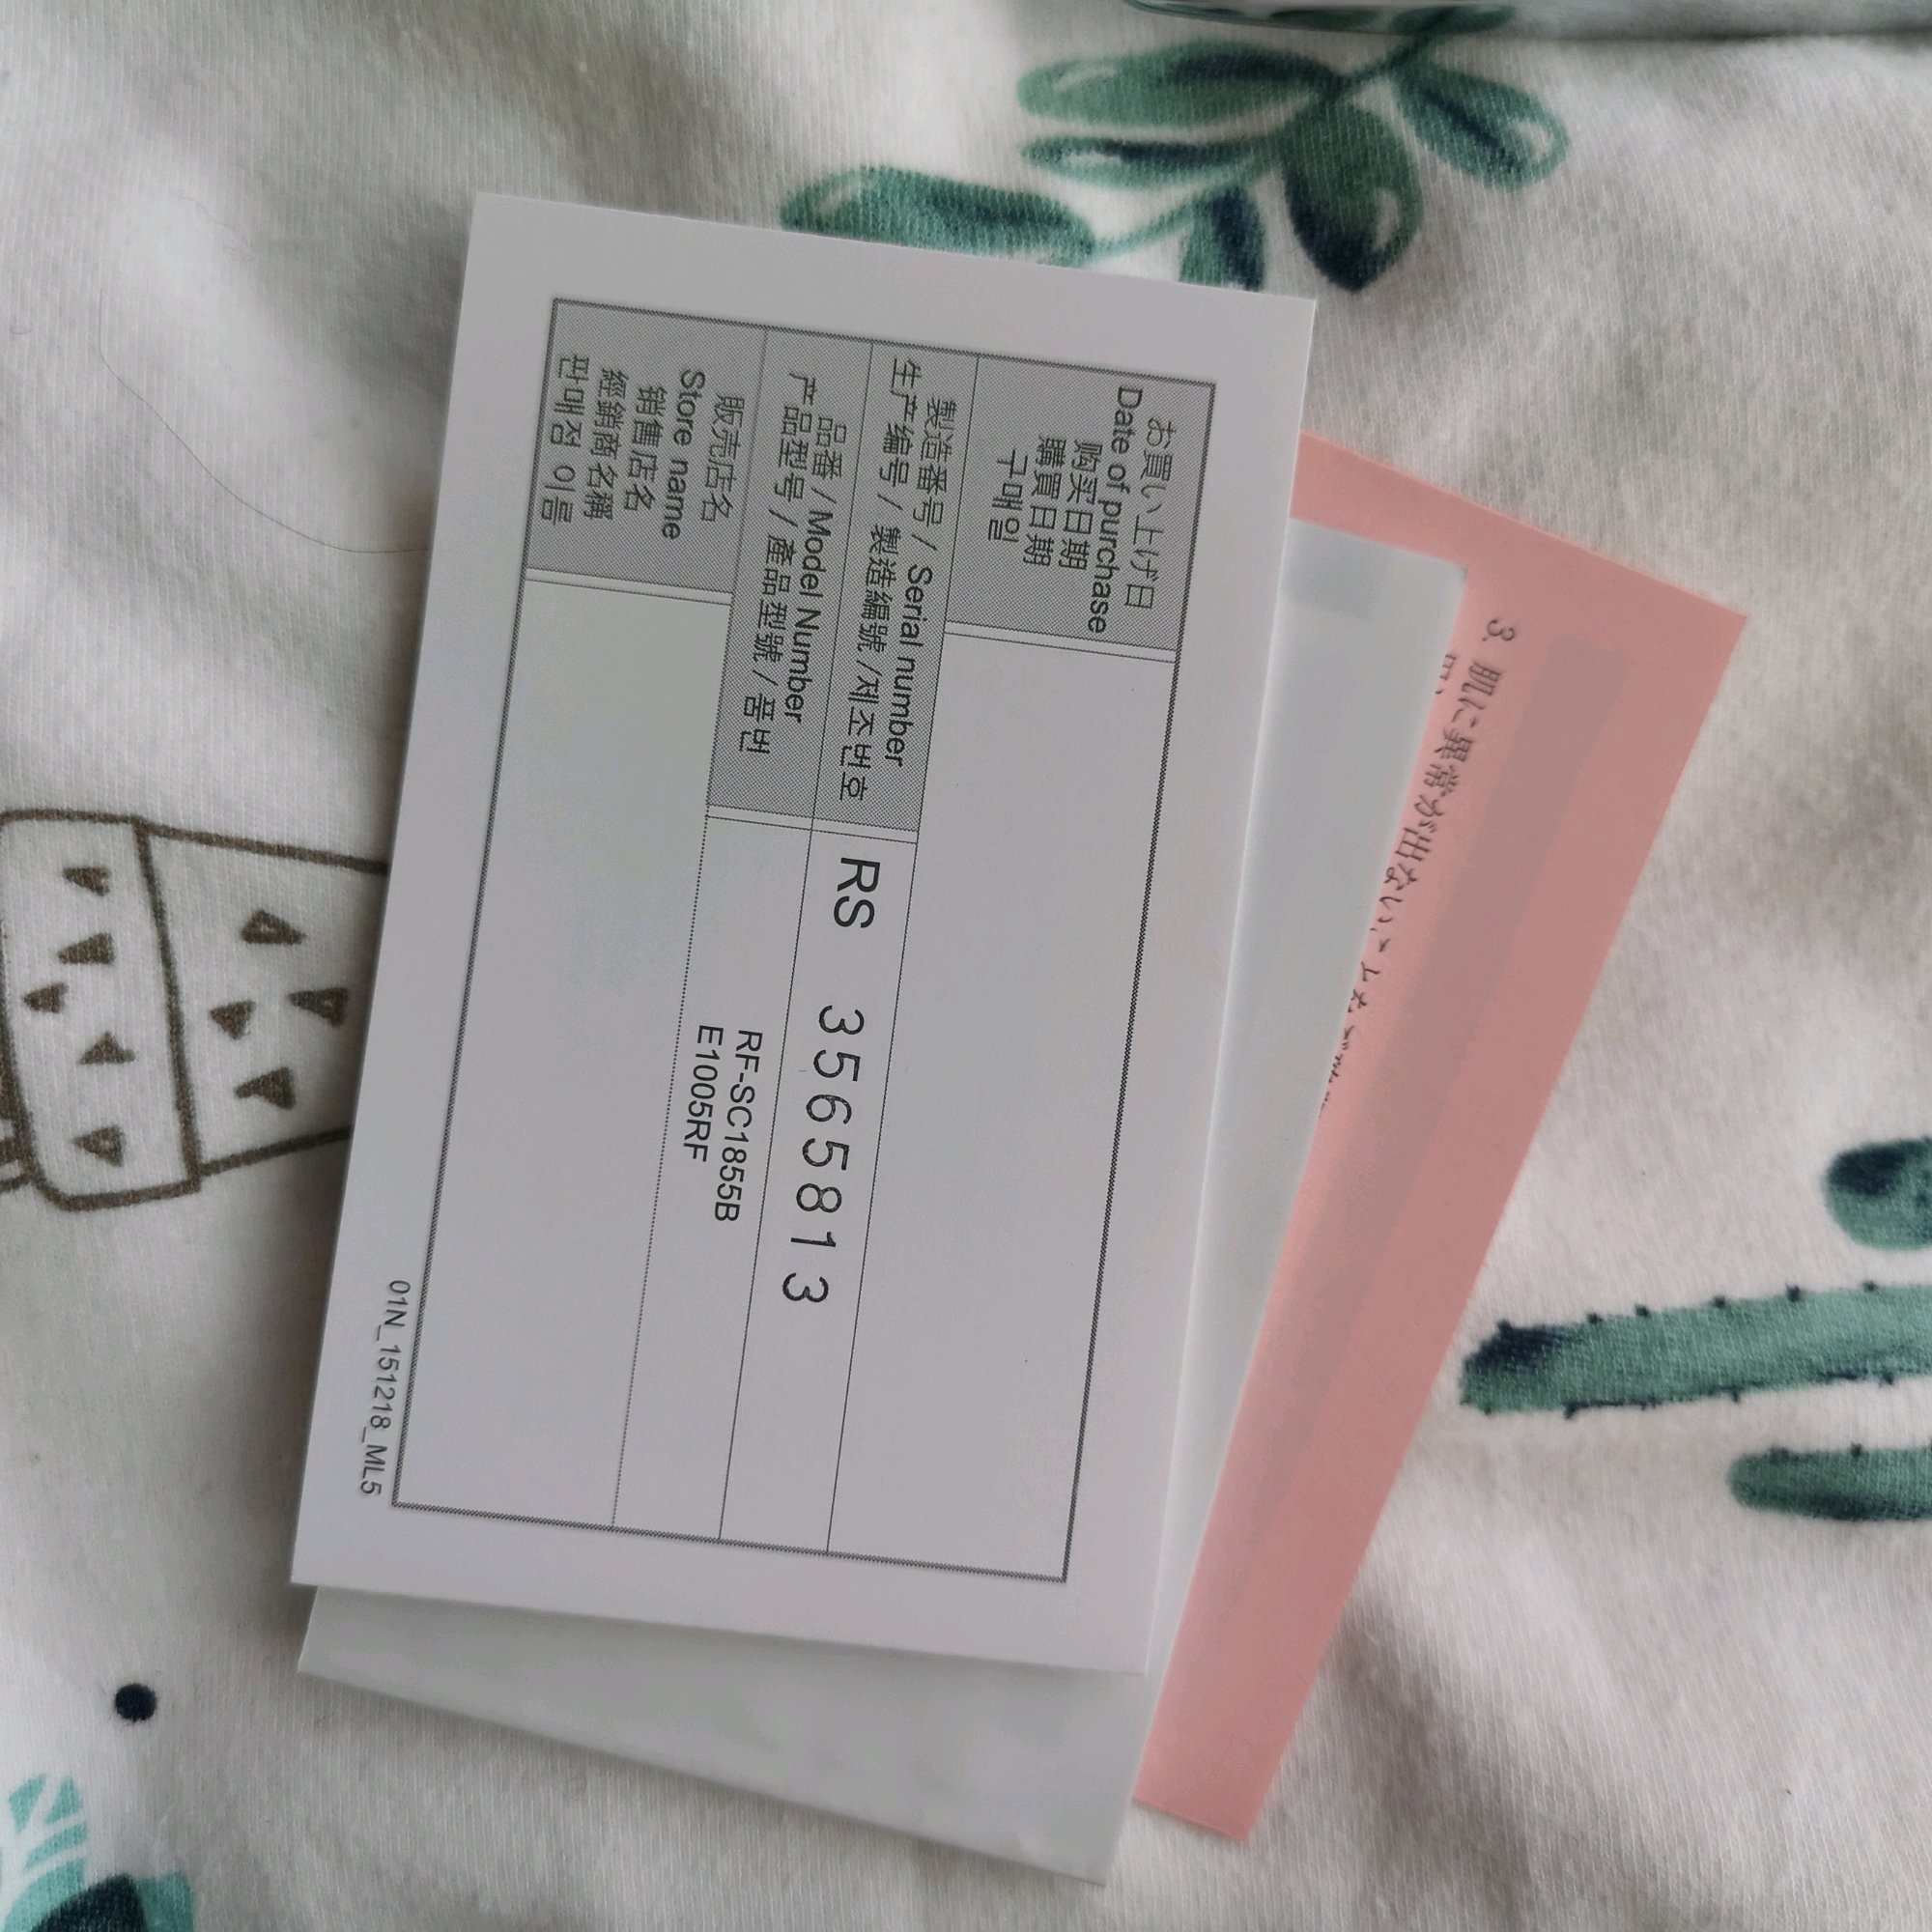 お買い上げ日
Date of purchase
购买日期
購買日期
구매일
製造番号 / Serial number
生产编号 / 製造編號 /제조번호
RS 3565813
品番 / Model Number
产品型号 / 產品型號 / 품번
RF-SC1855B
E1005RF
販売店名
Store name
销售店名
經銷商名稱
판매점 이름
01N_151218_ML5
3. 肌に異常が出ないことを